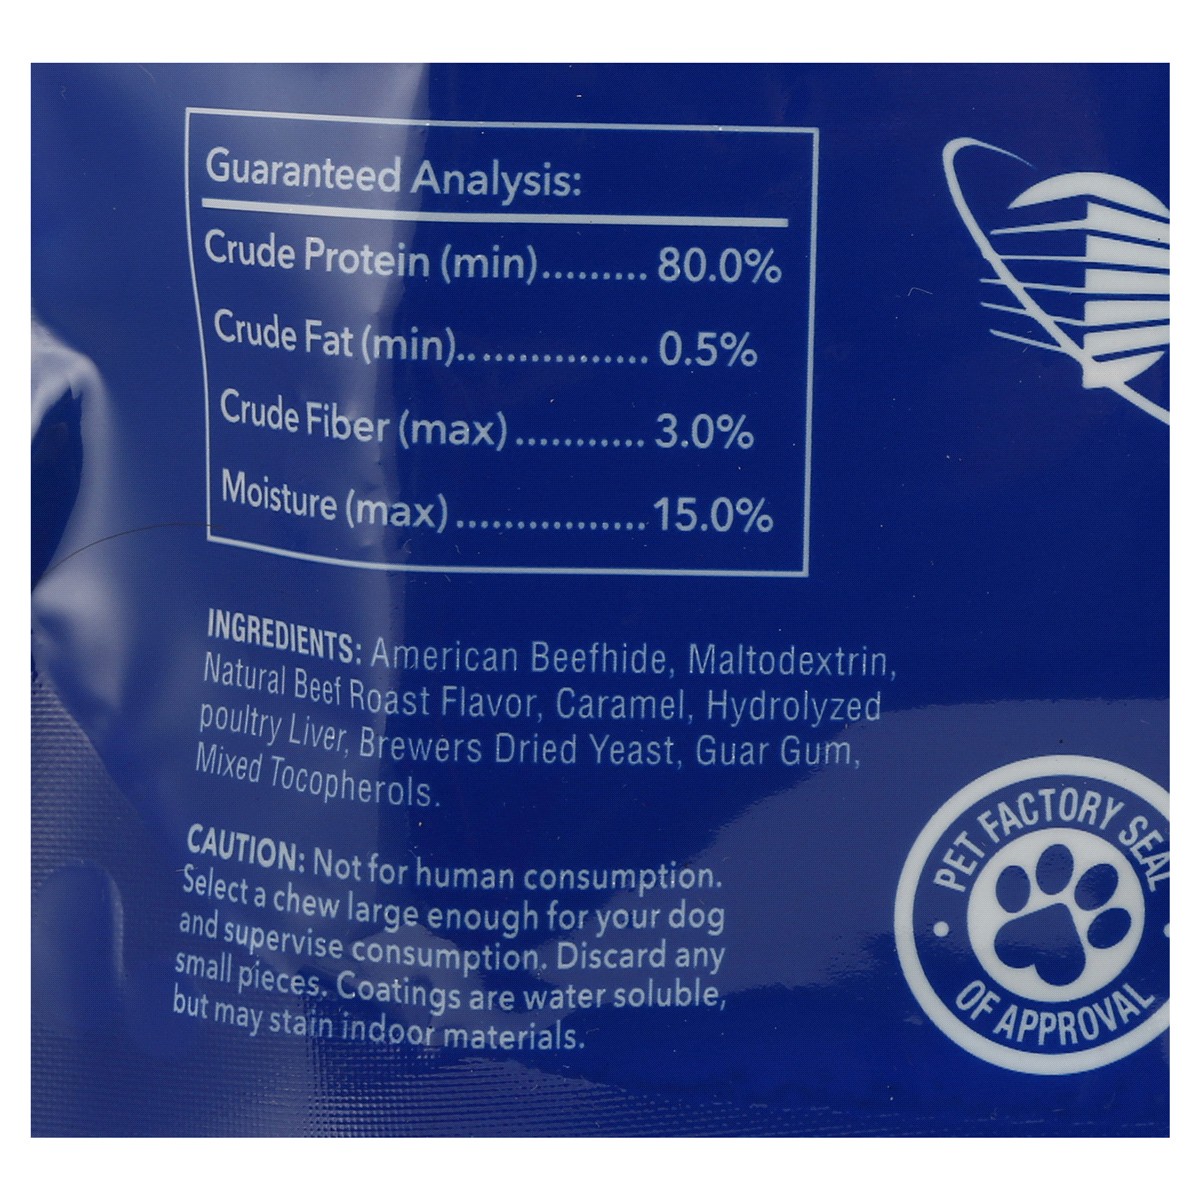 Guaranteed Analysis:
Crude Protein (min)......... 80.0%
Crude Fat (min)................. 0.5%
Crude Fiber (max)............ 3.0%
Moisture (max)................. 15.0%
INGREDIENTS: American Beefhide, Maltodextrin,
Natural Beef Roast Flavor, Caramel, Hydrolyzed
poultry Liver, Brewers Dried Yeast, Guar Gum,
Mixed Tocopherols.
CAUTION: Not for human consumption.
Select a chew large enough for your dog
and supervise consumption. Discard any
small pieces. Coatings are water soluble,
but may stain indoor materials.
• PET FACTORY SEAL •
OF APPROVAL